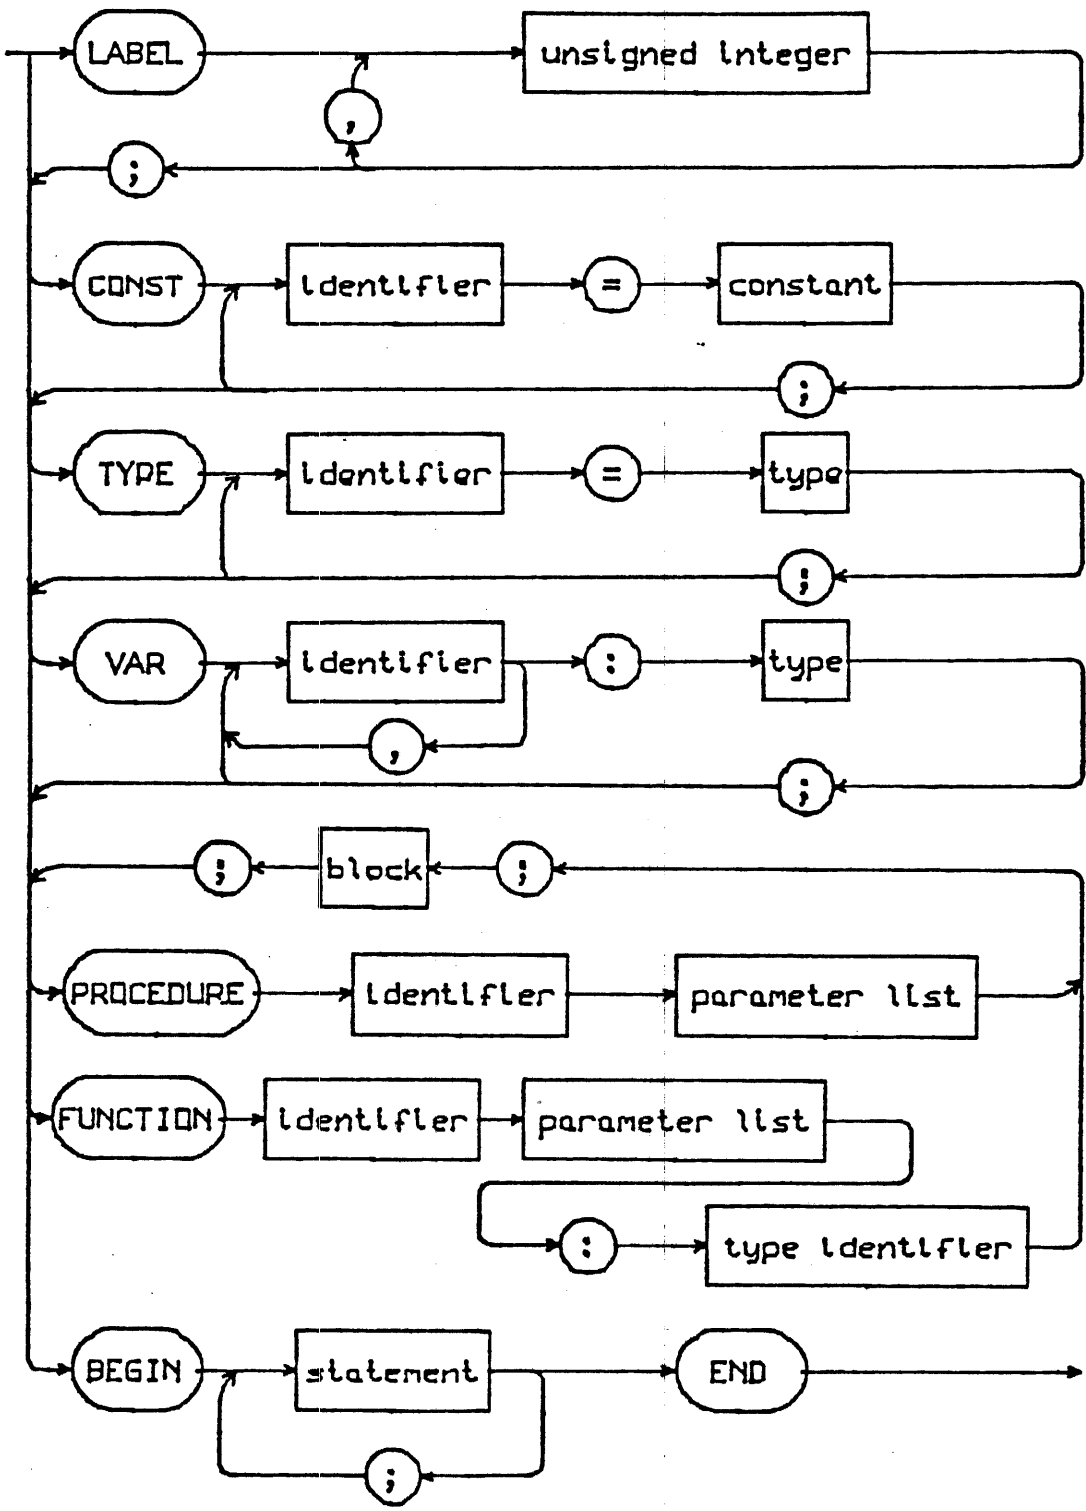 LABEL unsigned integer
,
;
CONST identifier = constant
;
TYPE identifier = type
;
VAR identifier : type
,
;
; block ;
PROCEDURE identifier parameter list
FUNCTION identifier parameter list
: type identifier
BEGIN statement END
;